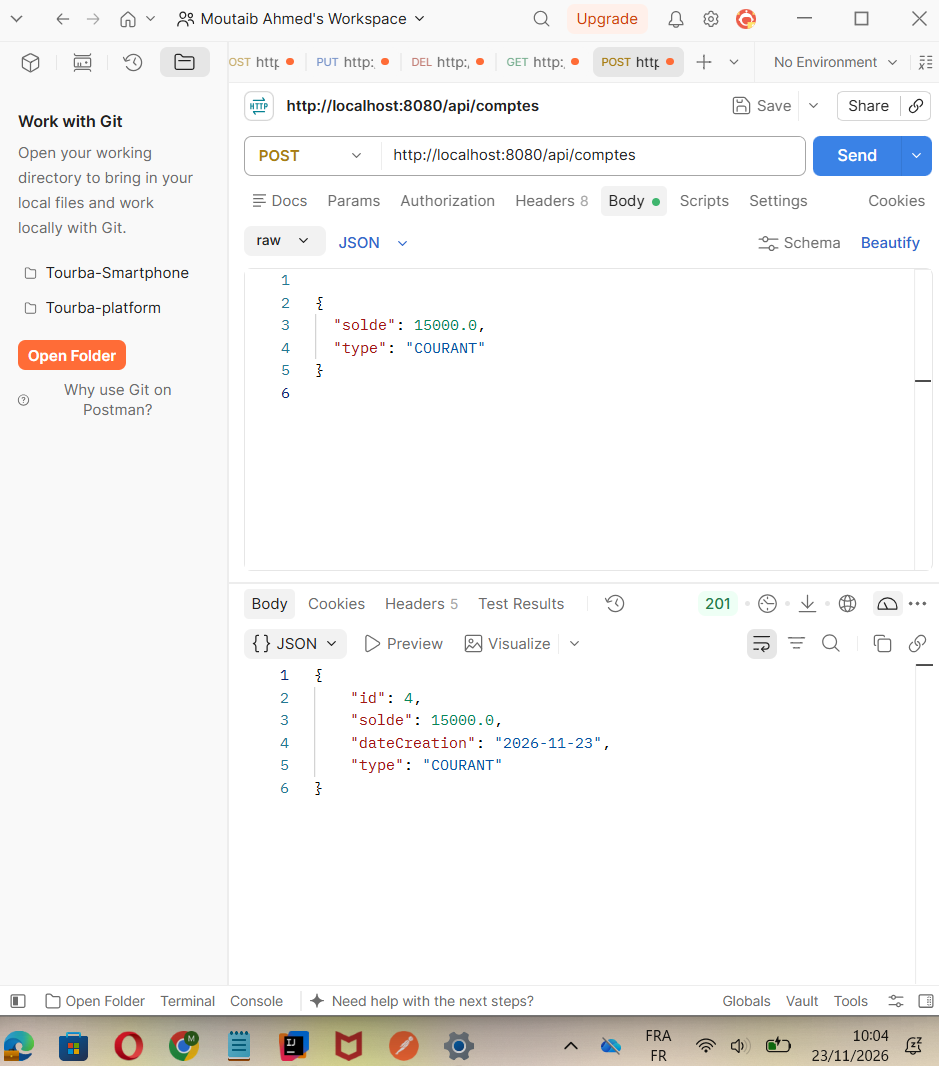 Moutaib Ahmed's Workspace
Upgrade
OST http
PUT http:
DEL http:,
GET http:
POST http
No Environment
HTTP
http://localhost:8080/api/comptes
Save
Share
POST
http://localhost:8080/api/comptes
Send
Docs
Params
Authorization
Headers 8
Body
Scripts
Settings
Cookies
raw
JSON
Schema
Beautify
1
2 {
3 "solde": 15000.0,
4 "type": "COURANT"
5 }
6
Work with Git
Open your working
directory to bring in your
local files and work
locally with Git.
Tourba-Smartphone
Tourba-platform
Open Folder
Why use Git on
Postman?
Body
Cookies
Headers 5
Test Results
201
{} JSON
Preview
Visualize
1 {
2 "id": 4,
3 "solde": 15000.0,
4 "dateCreation": "2026-11-23",
5 "type": "COURANT"
6 }
Open Folder
Terminal
Console
Need help with the next steps?
Globals
Vault
Tools
M
FRA
FR
10:04
23/11/2026